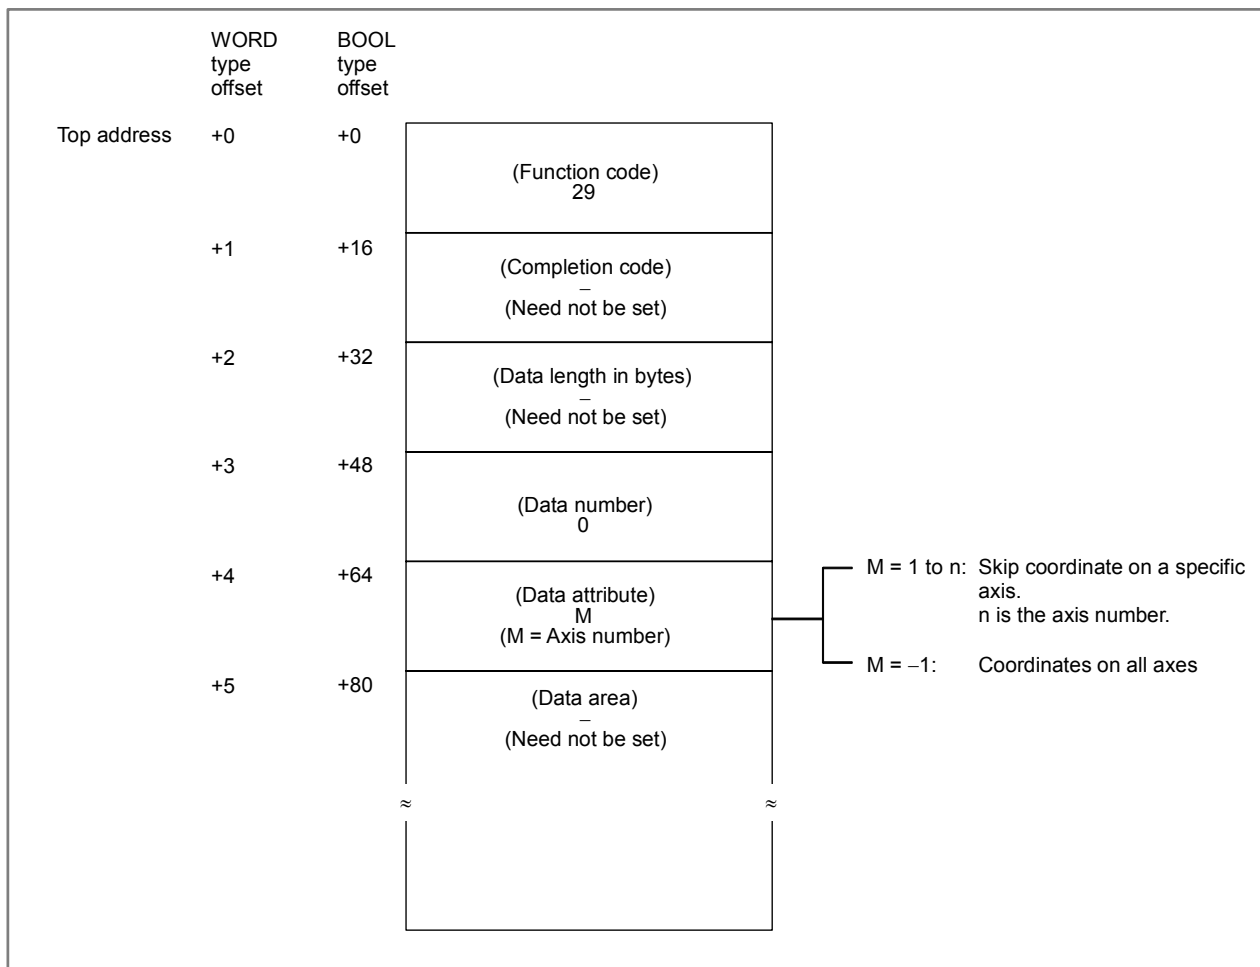 WORD type offset
BOOL type offset
Top address +0 +0
(Function code)
29
+1 +16
(Completion code)
–
(Need not be set)
+2 +32
(Data length in bytes)
–
(Need not be set)
+3 +48
(Data number)
0
+4 +64
(Data attribute)
M
(M = Axis number)
M = 1 to n: Skip coordinate on a specific
axis.
n is the axis number.
M = –1: Coordinates on all axes
+5 +80
(Data area)
–
(Need not be set)
≈ ≈